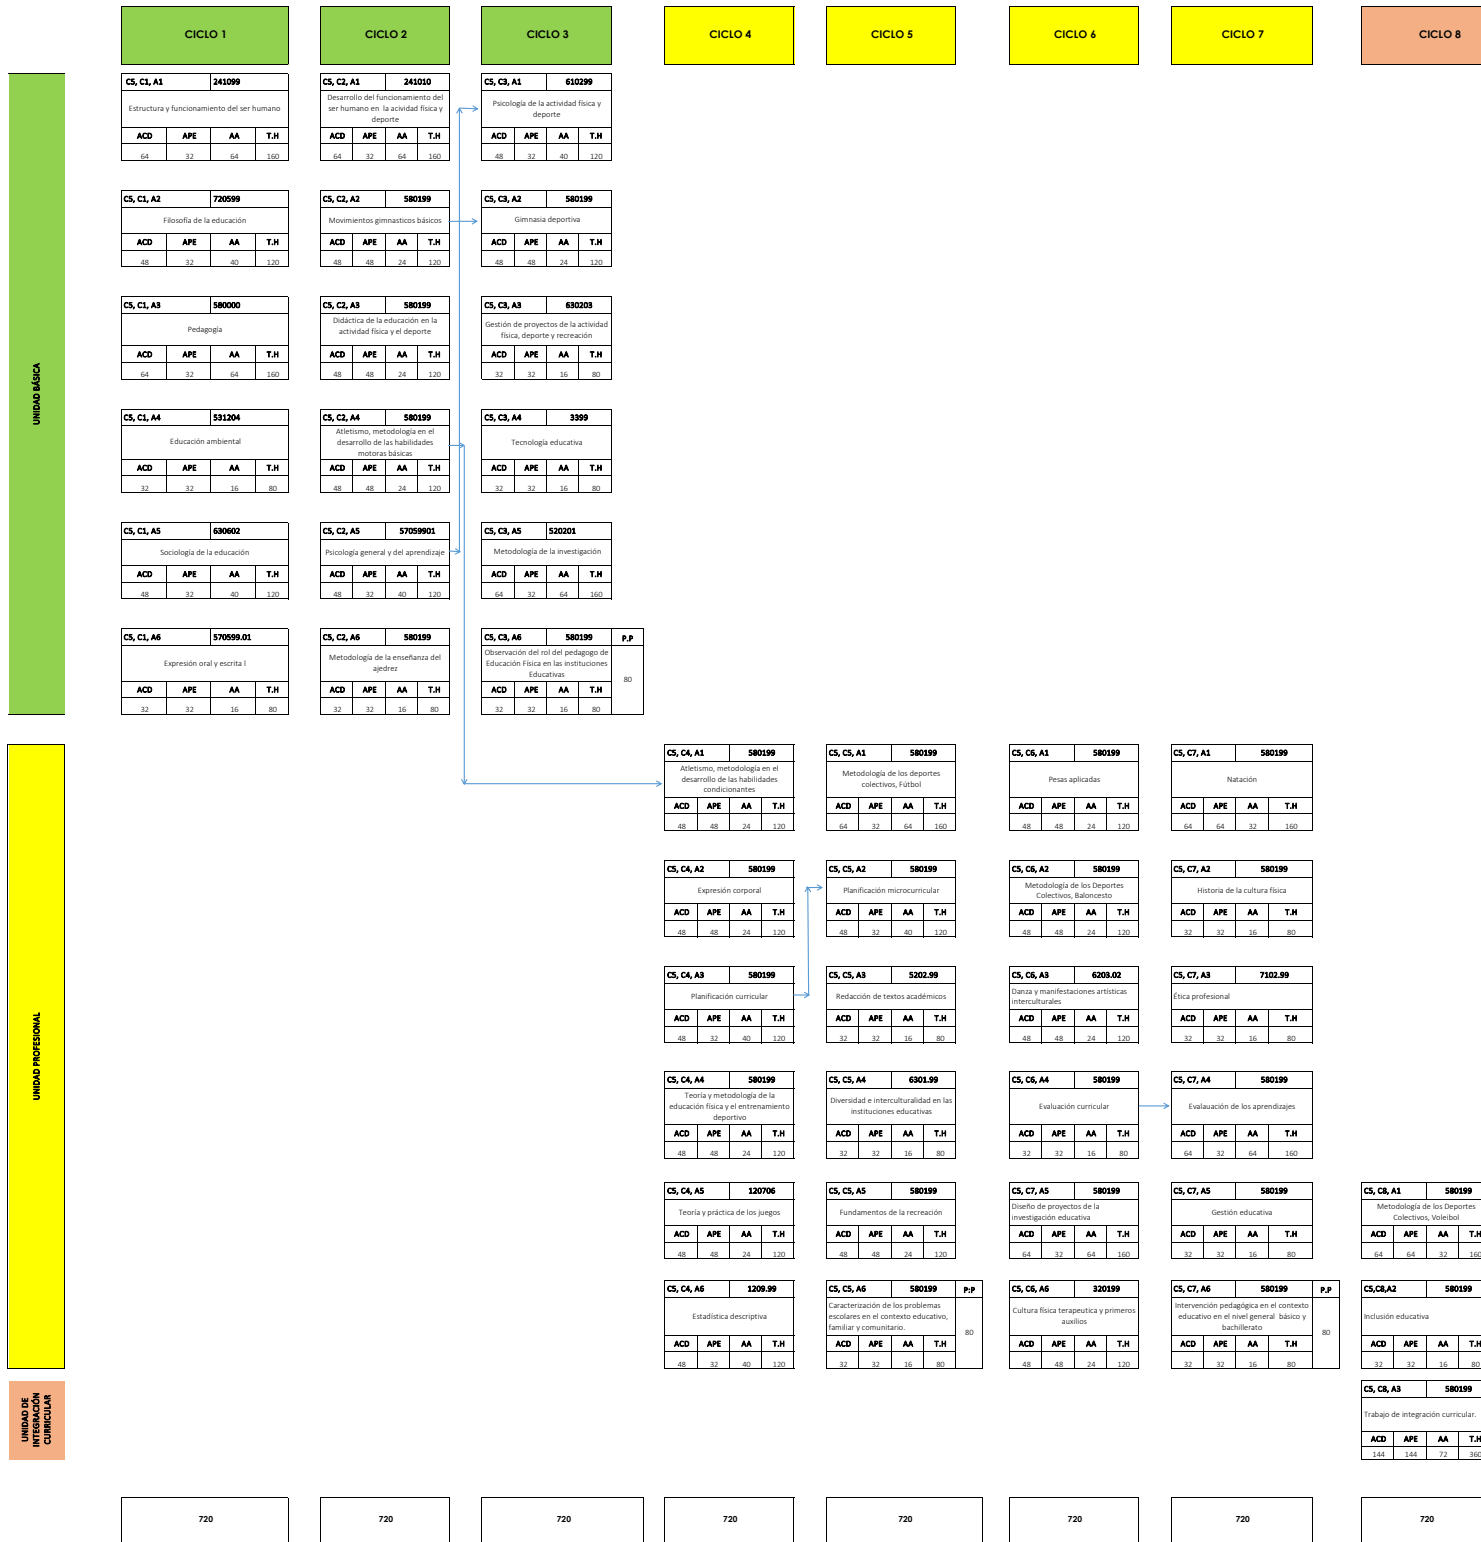 CICLO 1
CICLO 2
CICLO 3
CICLO 4
CICLO 5
CICLO 6
CICLO 7
CICLO 8
UNIDAD BÁSICA
C5, C1, A1 241099
Estructura y funcionamiento del ser humano
ACD APE AA T.H
64 32 64 160
C5, C2, A1 241010
Desarrollo del funcionamiento del
ser humano en la acividad física y
deporte
ACD APE AA T.H
64 32 64 160
C5, C3, A1 610299
Psicología de la actividad física y
deporte
ACD APE AA T.H
48 32 40 120
C5, C1, A2 720599
Filosofía de la educación
ACD APE AA T.H
48 32 40 120
C5, C2, A2 580199
Movimientos gimnasticos básicos
ACD APE AA T.H
48 48 24 120
C5, C3, A2 580199
Gimnasia deportiva
ACD APE AA T.H
48 48 24 120
C5, C1, A3 580000
Pedagogía
ACD APE AA T.H
64 32 64 160
C5, C2, A3 580199
Didáctica de la educación en la
actividad física y el deporte
ACD APE AA T.H
48 48 24 120
C5, C3, A3 630203
Gestión de proyectos de la actividad
física, deporte y recreación
ACD APE AA T.H
32 32 16 80
C5, C1, A4 531204
Educación ambiental
ACD APE AA T.H
32 32 16 80
C5, C2, A4 580199
Atletismo, metodología en el
desarrollo de las habilidades
motoras básicas
ACD APE AA T.H
48 48 24 120
C5, C3, A4 3399
Tecnología educativa
ACD APE AA T.H
32 32 16 80
C5, C1, A5 630602
Sociología de la educación
ACD APE AA T.H
48 32 40 120
C5, C2, A5 57059901
Psicología general y del aprendizaje
ACD APE AA T.H
48 32 40 120
C5, C3, A5 520201
Metodología de la investigación
ACD APE AA T.H
64 32 64 160
C5, C1, A6 570599.01
Expresión oral y escrita I
ACD APE AA T.H
32 32 16 80
C5, C2, A6 580199
Metodología de la enseñanza del
ajedrez
ACD APE AA T.H
32 32 16 80
C5, C3, A6 580199 P.P
Observación del rol del pedagogo de
Educación Física en las instituciones
Educativas
80
ACD APE AA T.H
32 32 16 80
UNIDAD PROFESIONAL
C5, C4, A1 580199
Atletismo, metodología en el
desarrollo de las habilidades
condicionantes
ACD APE AA T.H
48 48 24 120
C5, C5, A1 580199
Metodología de los deportes
colectivos, Fútbol
ACD APE AA T.H
64 32 64 160
C5, C6, A1 580199
Pesas aplicadas
ACD APE AA T.H
48 48 24 120
C5, C7, A1 580199
Natación
ACD APE AA T.H
64 64 32 160
C5, C4, A2 580199
Expresión corporal
ACD APE AA T.H
48 48 24 120
C5, C5, A2 580199
Planificación microcurricular
ACD APE AA T.H
48 32 40 120
C5, C6, A2 580199
Metodología de los Deportes
Colectivos, Baloncesto
ACD APE AA T.H
48 48 24 120
C5, C7, A2 580199
Historia de la cultura física
ACD APE AA T.H
32 32 16 80
C5, C4, A3 580199
Planificación curricular
ACD APE AA T.H
48 32 40 120
C5, C5, A3 5202.99
Redacción de textos académicos
ACD APE AA T.H
32 32 16 80
C5, C6, A3 6203.02
Danza y manifestaciones artísticas
interculturales
ACD APE AA T.H
48 48 24 120
C5, C7, A3 7102.99
Ética profesional
ACD APE AA T.H
32 32 16 80
C5, C4, A4 580199
Teoría y metodología de la
educación física y el entrenamiento
deportivo
ACD APE AA T.H
48 48 24 120
C5, C5, A4 6301.99
Diversidad e interculturalidad en las
instituciones educativas
ACD APE AA T.H
32 32 16 80
C5, C6, A4 580199
Evaluación curricular
ACD APE AA T.H
32 32 16 80
C5, C7, A4 580199
Evalauación de los aprendizajes
ACD APE AA T.H
64 32 64 160
C5, C4, A5 120706
Teoría y práctica de los juegos
ACD APE AA T.H
48 48 24 120
C5, C5, A5 580199
Fundamentos de la recreación
ACD APE AA T.H
48 48 24 120
C5, C7, A5 580199
Diseño de proyectos de la
investigación educativa
ACD APE AA T.H
64 32 64 160
C5, C7, A5 580199
Gestión educativa
ACD APE AA T.H
32 32 16 80
C5, C8, A1 580199
Metodología de los Deportes
Colectivos, Voleibol
ACD APE AA T.H
64 64 32 160
C5, C4, A6 1209.99
Estadística descriptiva
ACD APE AA T.H
48 32 40 120
C5, C5, A6 580199 P:P
Caracterización de los problemas
escolares en el contexto educativo,
familiar y comunitario.
80
ACD APE AA T.H
32 32 16 80
C5, C6, A6 320199
Cultura física terapeutica y primeros
auxilios
ACD APE AA T.H
48 48 24 120
C5, C7, A6 580199 P.P
Intervención pedagógica en el contexto
educativo en el nivel general básico y
bachillerato
80
ACD APE AA T.H
32 32 16 80
C5,C8,A2 580199
Inclusión educativa
ACD APE AA T.H
32 32 16 80
UNIDAD DE
INTEGRACIÓN
CURRICULAR
C5, C8, A3 580199
Trabajo de integración curricular.
ACD APE AA T.H
144 144 72 360
720
720
720
720
720
720
720
720